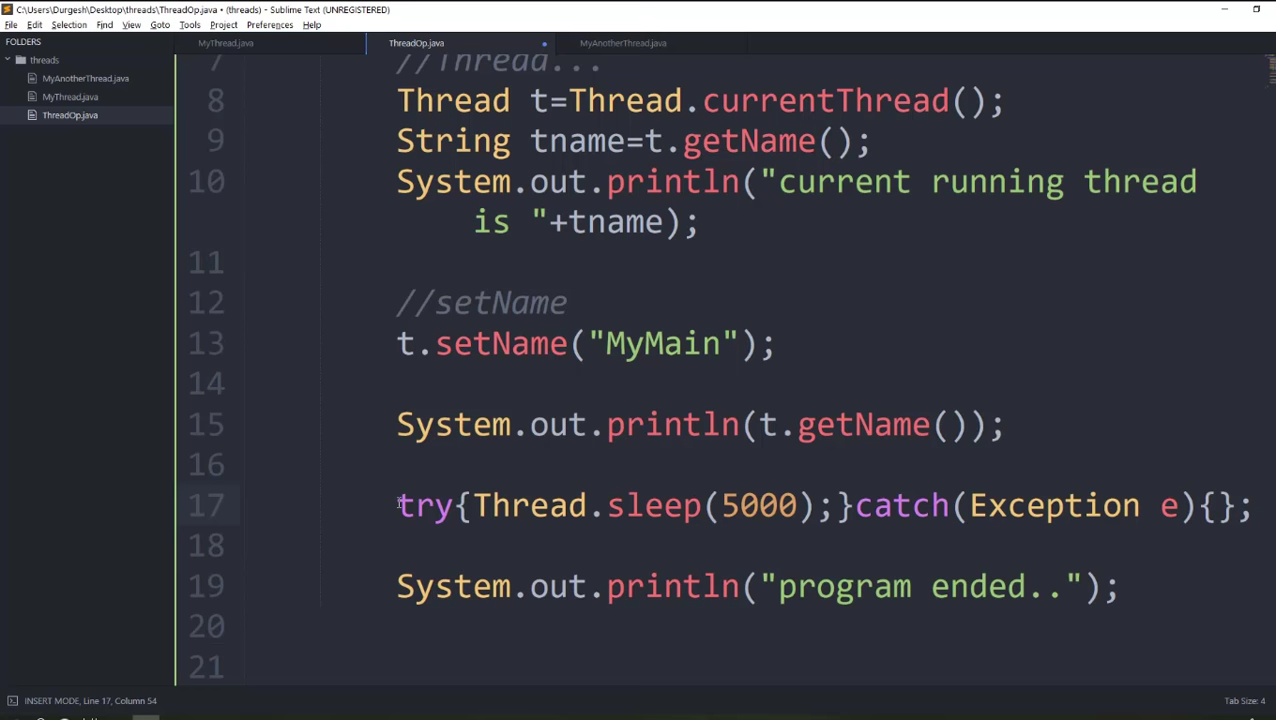 C:\Users\Durgesh\Desktop\threads\ThreadOp.java • (threads) - Sublime Text (UNREGISTERED)
File Edit Selection Find View Goto Tools Project Preferences Help
FOLDERS
threads
MyAnotherThread.java
MyThread.java
ThreadOp.java
MyThread.java ThreadOp.java MyAnotherThread.java
7 //Thread...
8 Thread t=Thread.currentThread();
9 String tname=t.getName();
10 System.out.println("current running thread
is "+tname);
11
12 //setName
13 t.setName("MyMain");
14
15 System.out.println(t.getName());
16
17 try{Thread.sleep(5000);}catch(Exception e){};
18
19 System.out.println("program ended..");
20
21
INSERT MODE, Line 17, Column 54 Tab Size: 4